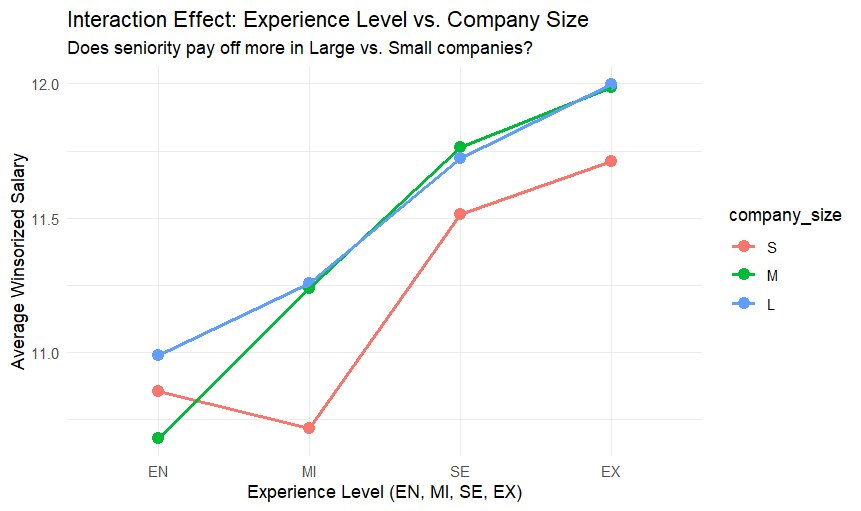 Interaction Effect: Experience Level vs. Company Size
Does seniority pay off more in Large vs. Small companies?
12.0
11.5
11.0
Average Winsorized Salary
EN MI SE EX
Experience Level (EN, MI, SE, EX)
company_size
S
M
L